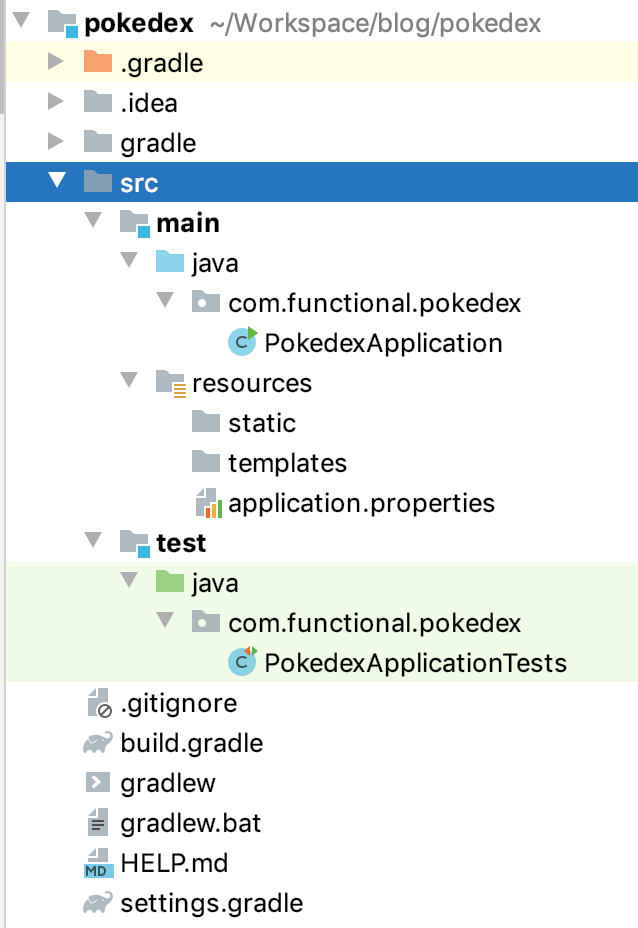 pokedex ~/Workspace/blog/pokedex
.gradle
.idea
gradle
src
main
java
com.functional.pokedex
C PokedexApplication
resources
static
templates
application.properties
test
java
com.functional.pokedex
C PokedexApplicationTests
.gitignore
build.gradle
gradlew
gradlew.bat
MD HELP.md
settings.gradle